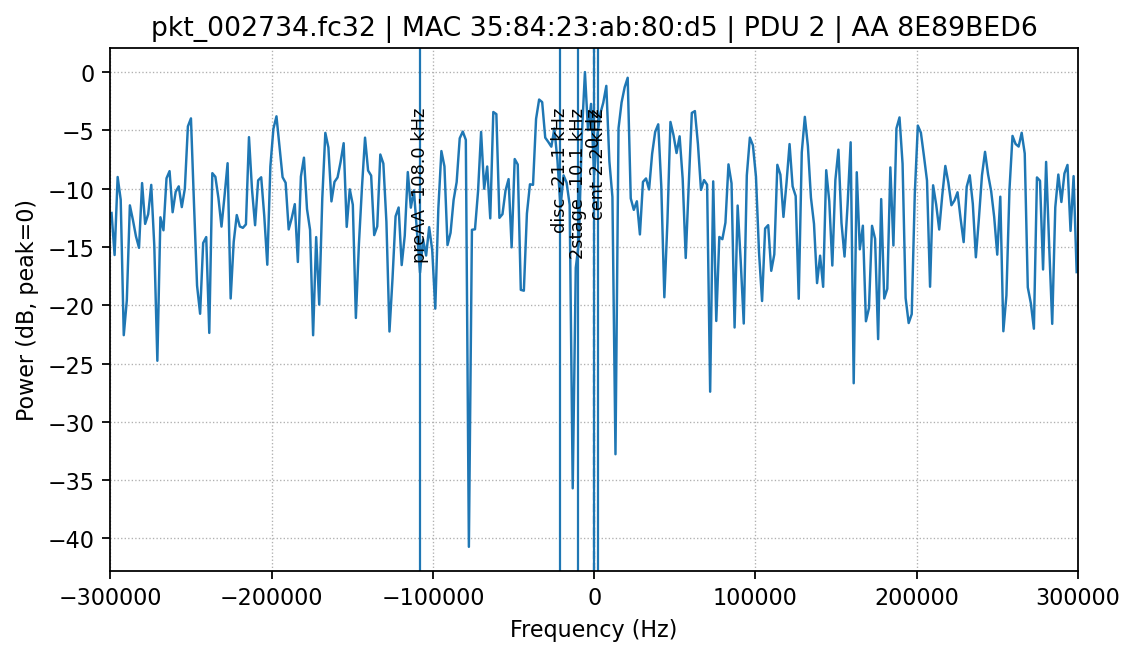 pkt_002734.fc32 | MAC 35:84:23:ab:80:d5 | PDU 2 | AA 8E89BED6
Power (dB, peak=0)
0
−5
−10
−15
−20
−25
−30
−35
−40
preAA -108.0 kHz
disc -21.1 kHz
2stage -10.1 kHz
cent 2.20kHz
−300000
−200000
−100000
0
100000
200000
300000
Frequency (Hz)